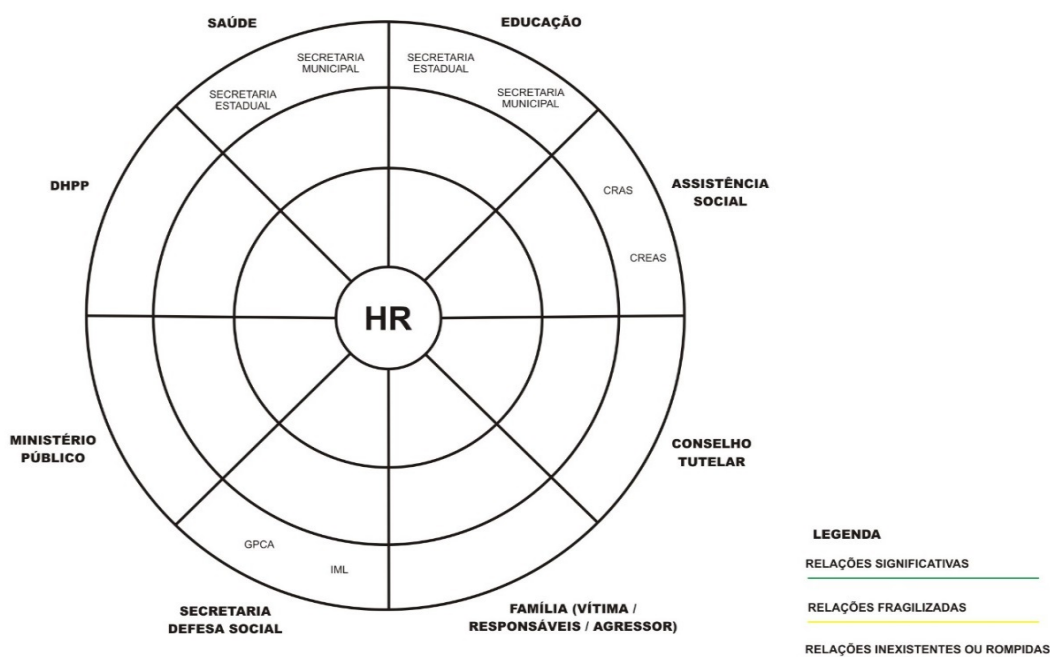 SAÚDE
EDUCAÇÃO
SECRETARIA
MUNICIPAL
SECRETARIA
ESTADUAL
SECRETARIA
ESTADUAL
SECRETARIA
MUNICIPAL
DHPP
CRAS
ASSISTÊNCIA
SOCIAL
CREAS
HR
MINISTÉRIO
PÚBLICO
CONSELHO
TUTELAR
GPCA
IML
SECRETARIA
DEFESA SOCIAL
FAMÍLIA (VÍTIMA /
RESPONSÁVEIS / AGRESSOR)
LEGENDA
RELAÇÕES SIGNIFICATIVAS
RELAÇÕES FRAGILIZADAS
RELAÇÕES INEXISTENTES OU ROMPIDAS